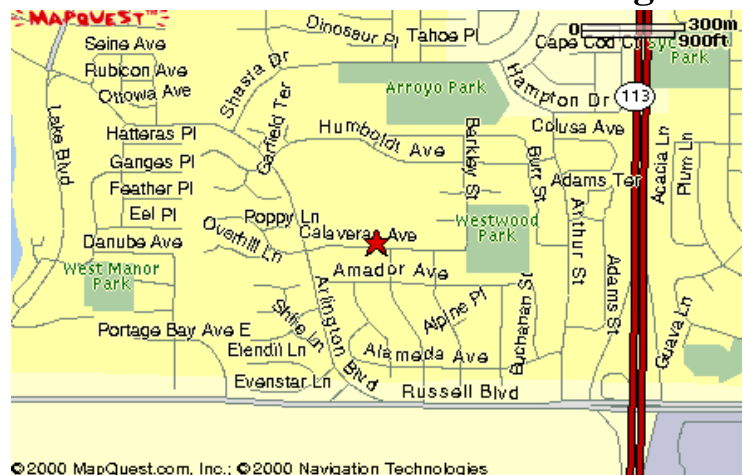 MAPQUEST™
0 300m
900ft
Dinosaur Pl
Tahoe Pl
Cape Cod Ct
Seine Ave
Park
Rubicon Ave
Shasta Dr
Arroyo Park
Hampton Dr
Ottowa Ave
113
Lake Blvd
Garfield Ter
Humboldt Ave
Berkley St
Colusa Ave
Hatteras Pl
Acacia Ln
Plum Ln
Ganges Pl
Burr St
Adams Ter
Feather Pl
Eel Pl
Poppy Ln
Calaveras Ave
Westwood
Park
Arthur St
Overhill Ln
Danube Ave
West Manor
Park
Amador Ave
Adams St
Arlington Blvd
Alpine Pl
Buchanan St
Guava Ln
Shire Ln
Portage Bay Ave E
Elendil Ln
Alameda Ave
Evenstar Ln
Russell Blvd
©2000 MapQuest.com, Inc.; ©2000 Navigation Technologies